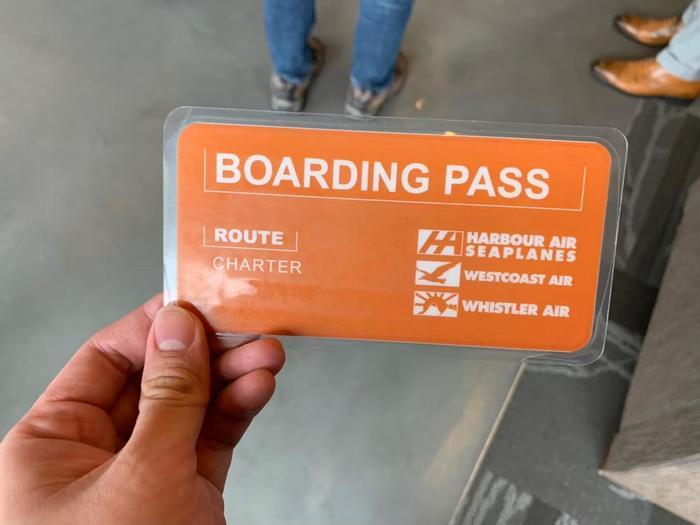 BOARDING PASS
ROUTE
CHARTER
HARBOUR AIR
SEAPLANES
WESTCOAST AIR
WHISTLER AIR